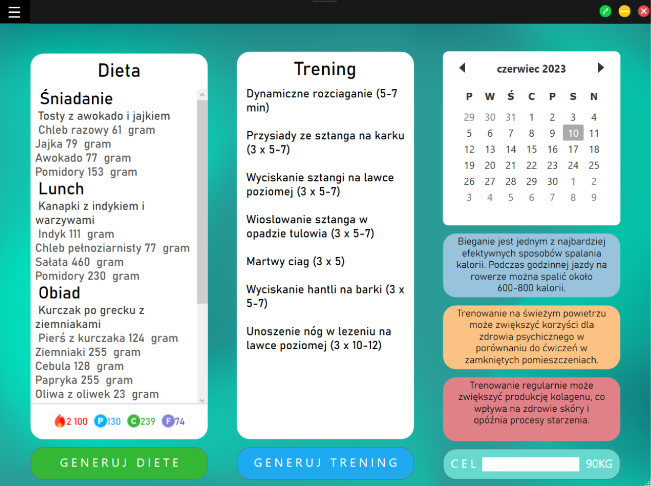 Dieta
Śniadanie
Tosty z awokado i jajkiem
Chleb razowy 61 gram
Jajka 79 gram
Awokado 77 gram
Pomidory 153 gram
Lunch
Kanapki z indykiem i
warzywami
Indyk 111 gram
Chleb pełnoziarnisty 77 gram
Sałata 460 gram
Pomidory 230 gram
Obiad
Kurczak po grecku z
ziemniakami
Pierś z kurczaka 124 gram
Ziemniaki 255 gram
Cebula 128 gram
Papryka 255 gram
Oliwa z oliwek 23 gram
2 100 P 130 C 239 F 74
GENERUJ DIETE
Trening
Dynamiczne rozciaganie (5-7
min)
Przysiady ze sztanga na karku
(3 x 5-7)
Wyciskanie sztangi na lawce
poziomej (3 x 5-7)
Wioslowanie sztanga w
opadzie tulowia (3 x 5-7)
Martwy ciag (3 x 5)
Wyciskanie hantli na barki (3 x
5-7)
Unoszenie nóg w lezeniu na
lawce poziomej (3 x 10-12)
GENERUJ TRENING
czerwiec 2023
P W Ś C P S N
29 30 31 1 2 3 4
5 6 7 8 9 10 11
12 13 14 15 16 17 18
19 20 21 22 23 24 25
26 27 28 29 30 1 2
3 4 5 6 7 8 9
Bieganie jest jednym z najbardziej
efektywnych sposobów spalania
kalorii. Podczas godzinnej jazdy na
rowerze można spalić około
600-800 kalorii.
Trenowanie na świeżym powietrzu
może zwiększyć korzyści dla
zdrowia psychicznego w
porównaniu do ćwiczeń w
zamkniętych pomieszczeniach.
Trenowanie regularnie może
zwiększyć produkcję kolagenu, co
wpływa na zdrowie skóry i
opóźnia procesy starzenia.
CEL 90KG